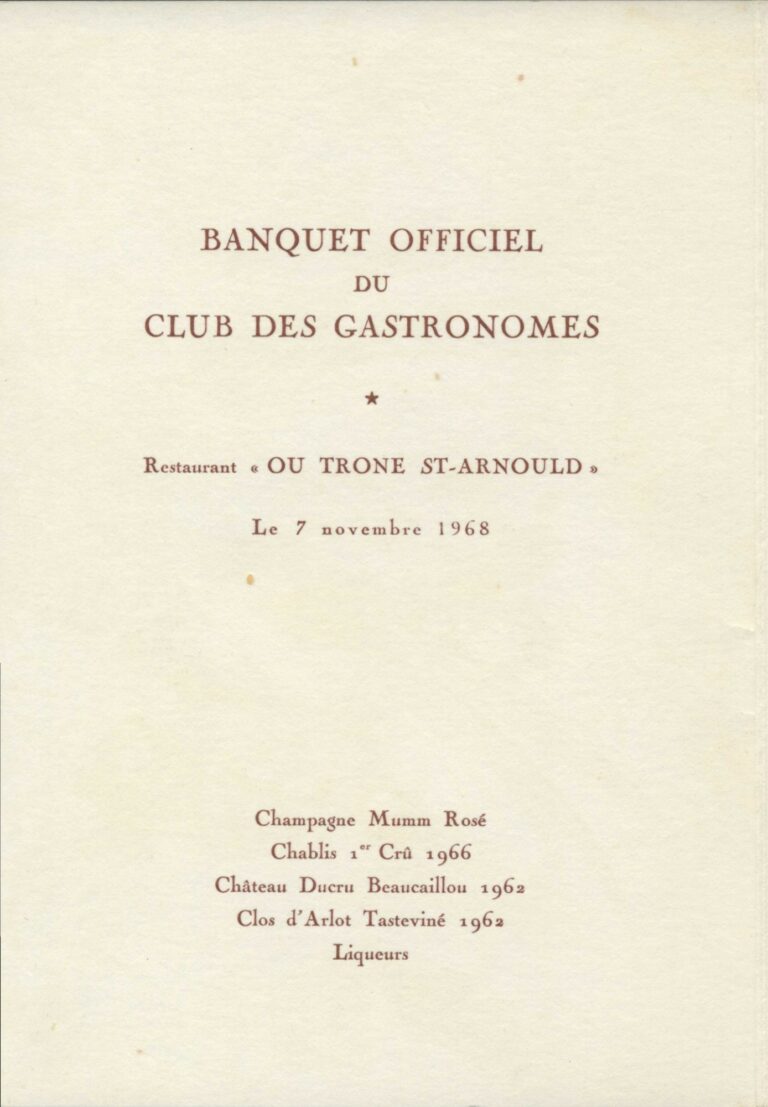 BANQUET OFFICIEL
DU
CLUB DES GASTRONOMES
★
Restaurant « OU TRONE ST-ARNOULD »
Le 7 novembre 1968
Champagne Mumm Rosé
Chablis 1er Crû 1966
Château Ducru Beaucaillou 1962
Clos d'Arlot Tasteviné 1962
Liqueurs